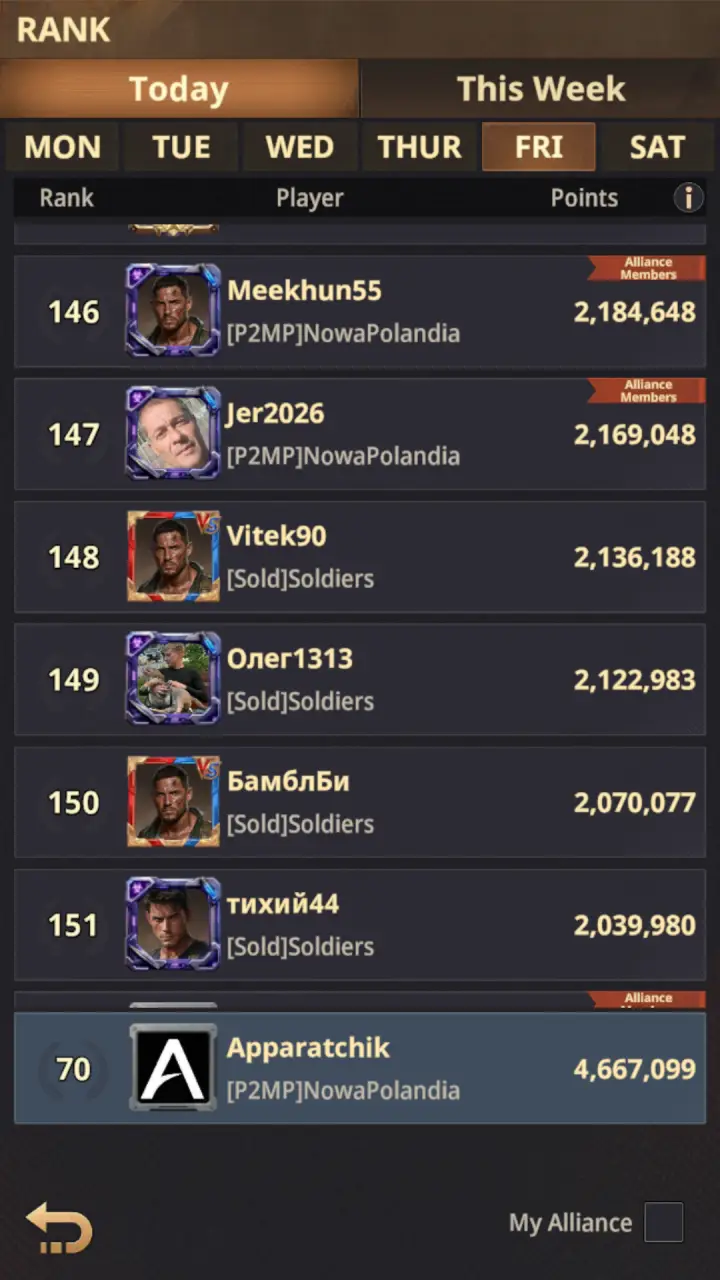 RANK
Today
This Week
MON TUE WED THUR FRI SAT
Rank Player Points i
Alliance
Members
146 Meekhun55 2,184,648
[P2MP]NowaPolandia
Alliance
Members
147 Jer2026 2,169,048
[P2MP]NowaPolandia
VS
148 Vitek90 2,136,188
[Sold]Soldiers
149 Олег1313 2,122,983
[Sold]Soldiers
VS
150 БамблБи 2,070,077
[Sold]Soldiers
151 тихий44 2,039,980
[Sold]Soldiers
Alliance
70 Apparatchik 4,667,099
[P2MP]NowaPolandia
My Alliance